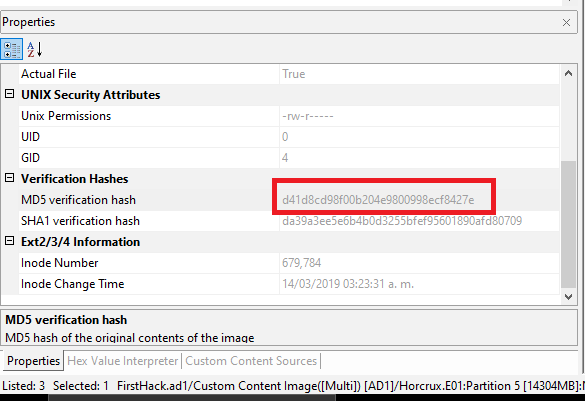 Properties
Actual File True
UNIX Security Attributes
Unix Permissions -rw-r-----
UID 0
GID 4
Verification Hashes
MD5 verification hash d41d8cd98f00b204e9800998ecf8427e
SHA1 verification hash da39a3ee5e6b4b0d3255bfef95601890afd80709
Ext2/3/4 Information
Inode Number 679,784
Inode Change Time 14/03/2019 03:23:31 a. m.
MD5 verification hash
MD5 hash of the original contents of the image
Properties Hex Value Interpreter Custom Content Sources
Listed: 3 Selected: 1 FirstHack.ad1/Custom Content Image([Multi]) [AD1]/Horcrux.E01:Partition 5 [14304MB]: